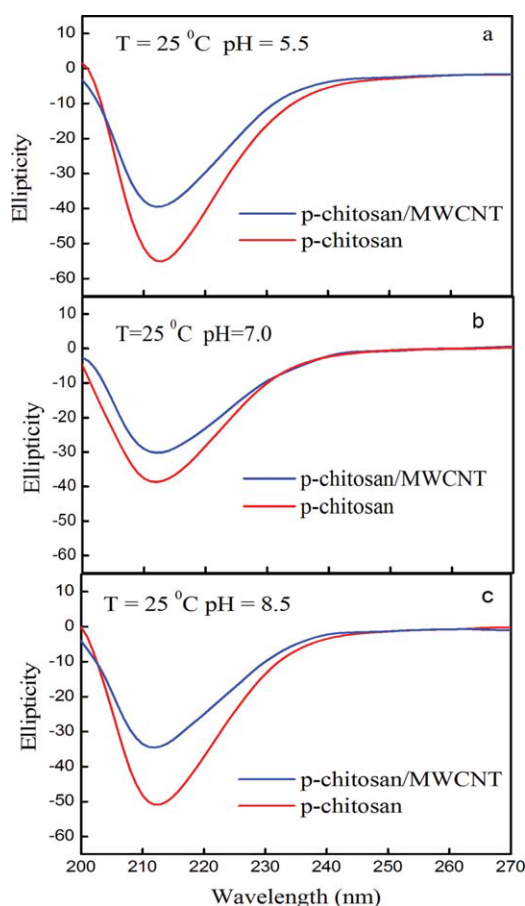 a
T = 25 ⁰C pH = 5.5
10
0
-10
-20
-30
-40
-50
-60
Ellipticity
p-chitosan/MWCNT
p-chitosan
b
T=25 ⁰C pH=7.0
10
0
-10
-20
-30
-40
-50
-60
Ellipticity
p-chitosan/MWCNT
p-chitosan
c
T = 25 ⁰C pH = 8.5
10
0
-10
-20
-30
-40
-50
-60
Ellipticity
p-chitosan/MWCNT
p-chitosan
200 210 220 230 240 250 260 270
Wavelength (nm)